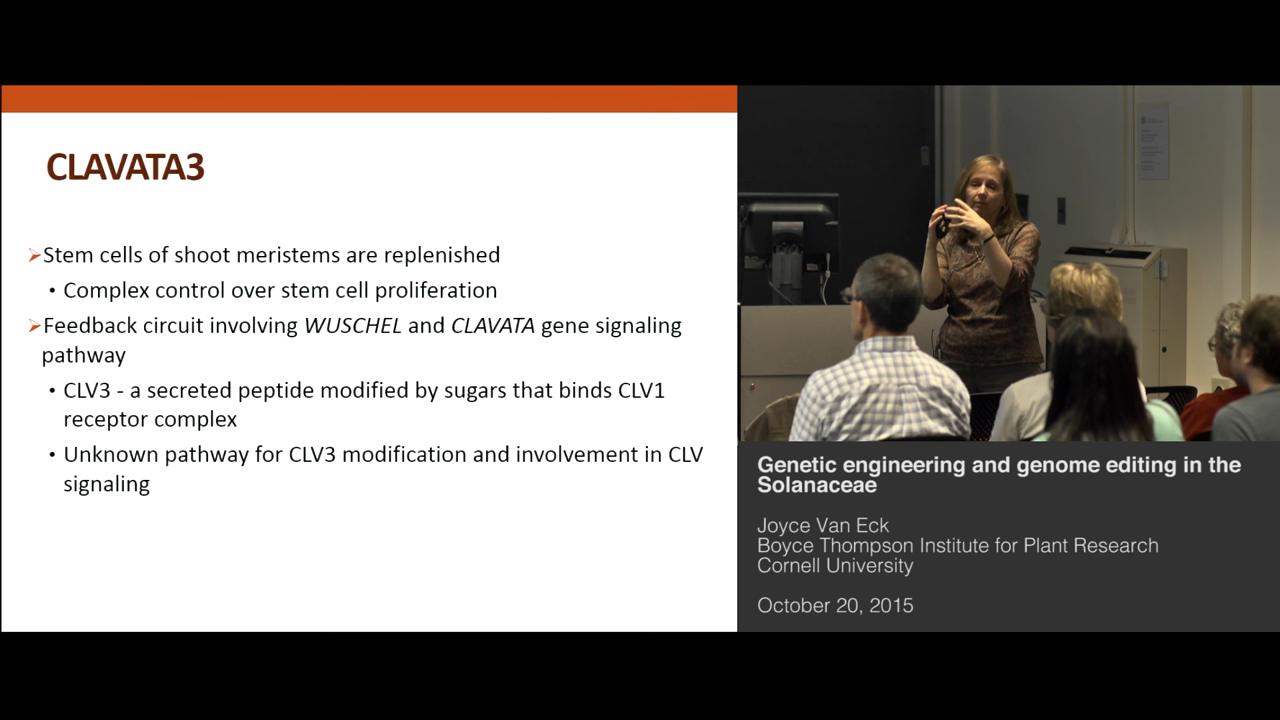 CLAVATA3
Stem cells of shoot meristems are replenished
• Complex control over stem cell proliferation
Feedback circuit involving WUSCHEL and CLAVATA gene signaling
pathway
• CLV3 - a secreted peptide modified by sugars that binds CLV1
receptor complex
• Unknown pathway for CLV3 modification and involvement in CLV
signaling
Genetic engineering and genome editing in the
Solanaceae
Joyce Van Eck
Boyce Thompson Institute for Plant Research
Cornell University
October 20, 2015